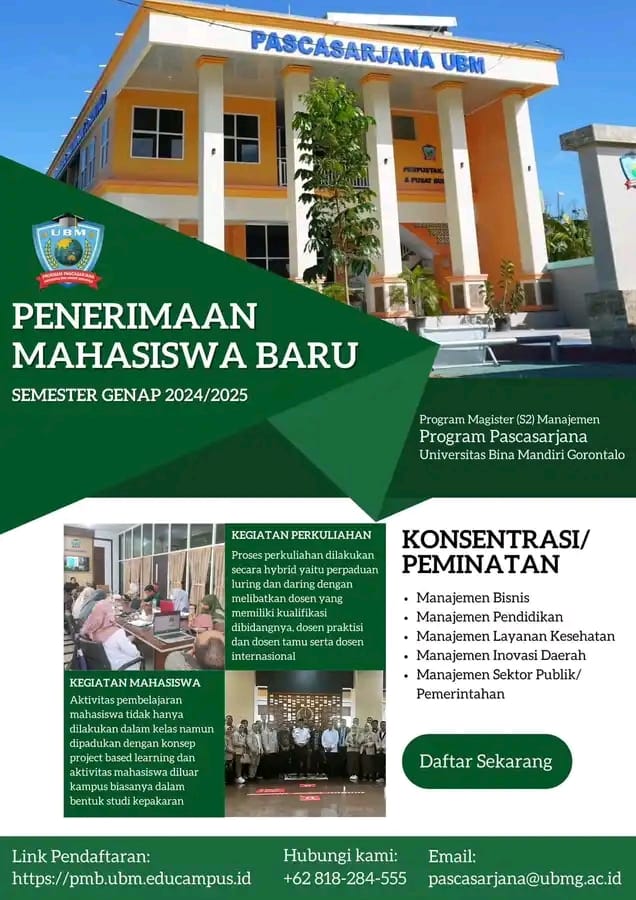 PASCASARJANA UBM
UBM
PROGRAM PASCASARJANA
PENERIMAAN
MAHASISWA BARU
SEMESTER GENAP 2024/2025
Program Magister (S2) Manajemen
Program Pascasarjana
Universitas Bina Mandiri Gorontalo
KEGIATAN PERKULIAHAN
Proses perkuliahan dilakukan
secara hybrid yaitu perpaduan
luring dan daring dengan
melibatkan dosen yang
memiliki kualifikasi
dibidangnya, dosen praktisi
dan dosen tamu serta dosen
internasional
KEGIATAN MAHASISWA
Aktivitas pembelajaran
mahasiswa tidak hanya
dilakukan dalam kelas namun
dipadukan dengan konsep
project based learning dan
aktivitas mahasiswa diluar
kampus biasanya dalam
bentuk studi kepakaran
KONSENTRASI/
PEMINATAN
• Manajemen Bisnis
• Manajemen Pendidikan
• Manajemen Layanan Kesehatan
• Manajemen Inovasi Daerah
• Manajemen Sektor Publik/
Pemerintahan
Daftar Sekarang
Link Pendaftaran:
https://pmb.ubm.educampus.id
Hubungi kami:
+62 818-284-555
Email:
pascasarjana@ubmg.ac.id